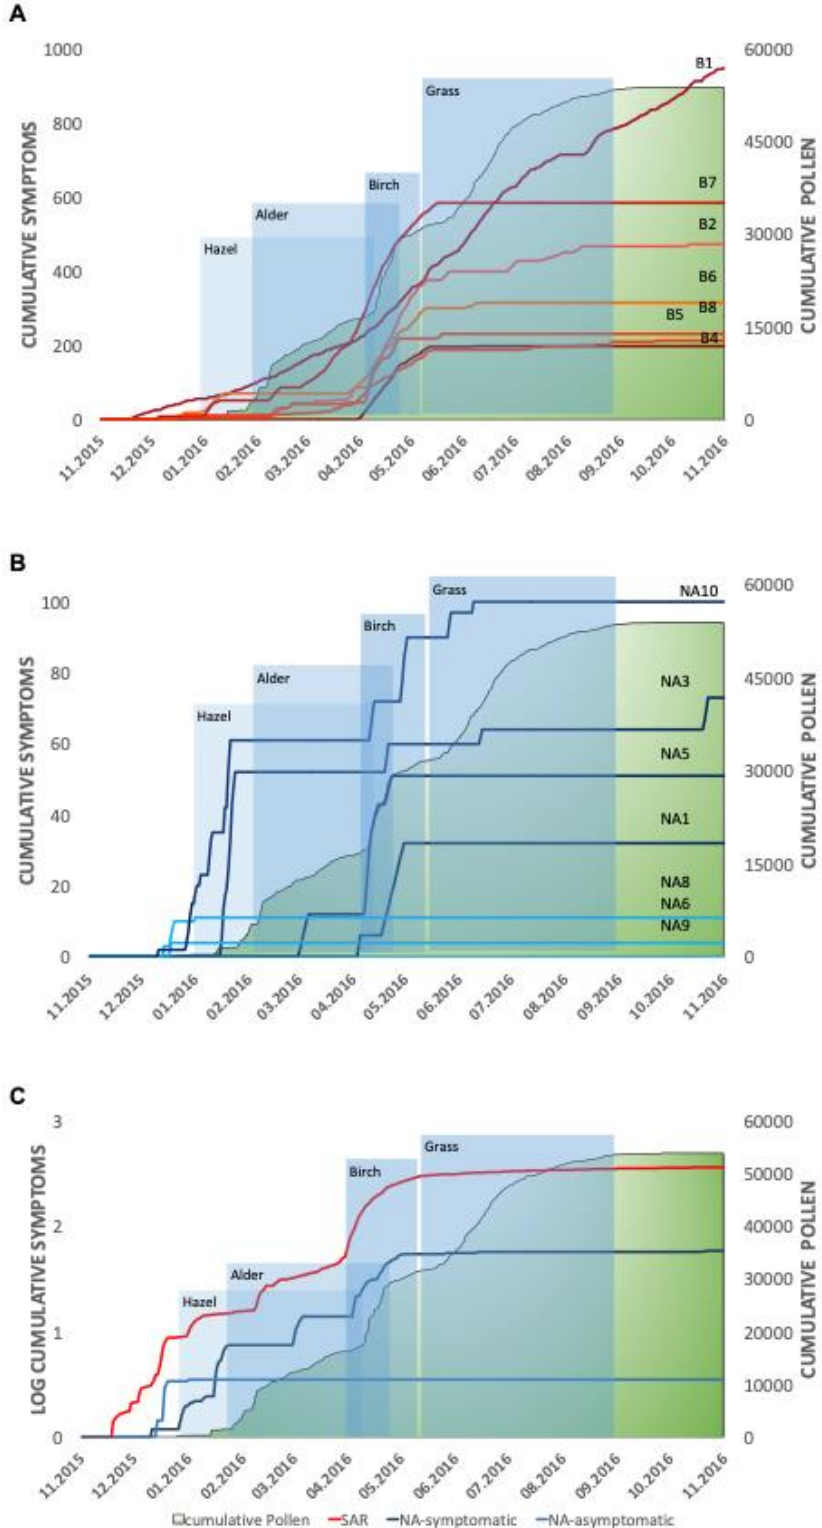 A
CUMULATIVE SYMPTOMS
1000
800
600
400
200
0
60000
45000
30000
15000
0
CUMULATIVE POLLEN
Hazel
Alder
Birch
Grass
B1
B7
B2
B6
B5
B8
B4
11.2015 12.2015 01.2016 02.2016 03.2016 04.2016 05.2016 06.2016 07.2016 08.2016 09.2016 10.2016 11.2016
B
CUMULATIVE SYMPTOMS
100
80
60
40
20
0
60000
45000
30000
15000
0
CUMULATIVE POLLEN
Hazel
Alder
Birch
Grass
NA10
NA3
NA5
NA1
NA8
NA6
NA9
11.2015 12.2015 01.2016 02.2016 03.2016 04.2016 05.2016 06.2016 07.2016 08.2016 09.2016 10.2016 11.2016
C
LOG CUMULATIVE SYMPTOMS
3
2
1
0
60000
50000
40000
30000
20000
10000
0
CUMULATIVE POLLEN
Hazel
Alder
Birch
Grass
11.2015 12.2015 01.2016 02.2016 03.2016 04.2016 05.2016 06.2016 07.2016 08.2016 09.2016 10.2016 11.2016
cumulative Pollen SAR NA-symptomatic NA-asymptomatic